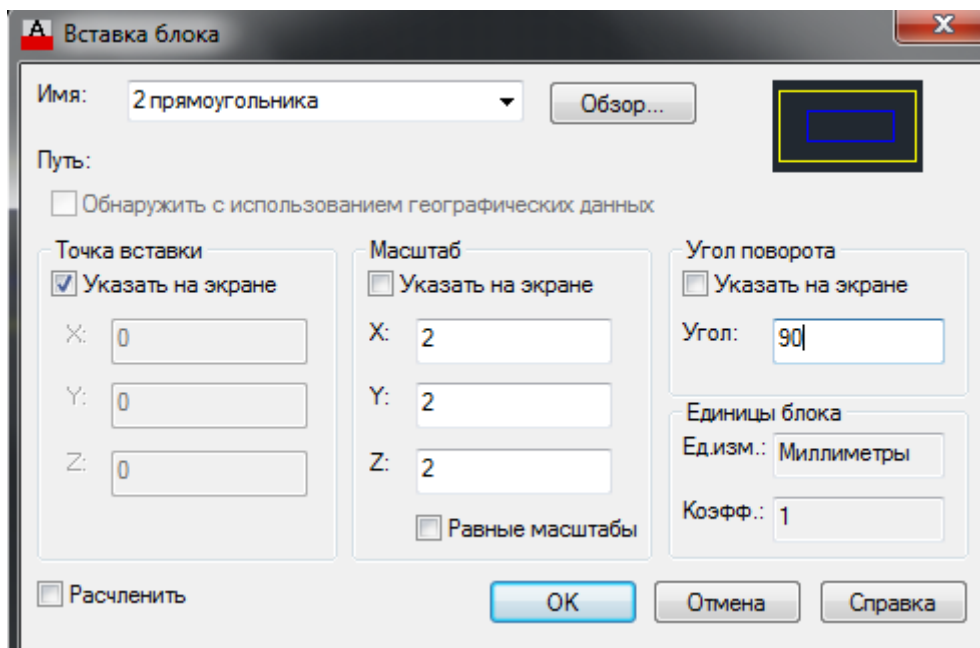 Вставка блока
Имя: 2 прямоугольника Обзор...
Путь:
Обнаружить с использованием географических данных
Точка вставки
Указать на экране
X: 0
Y: 0
Z: 0
Масштаб
Указать на экране
X: 2
Y: 2
Z: 2
Равные масштабы
Угол поворота
Указать на экране
Угол: 90
Единицы блока
Ед.изм.: Миллиметры
Коэфф.: 1
Расчленить
OK Отмена Справка